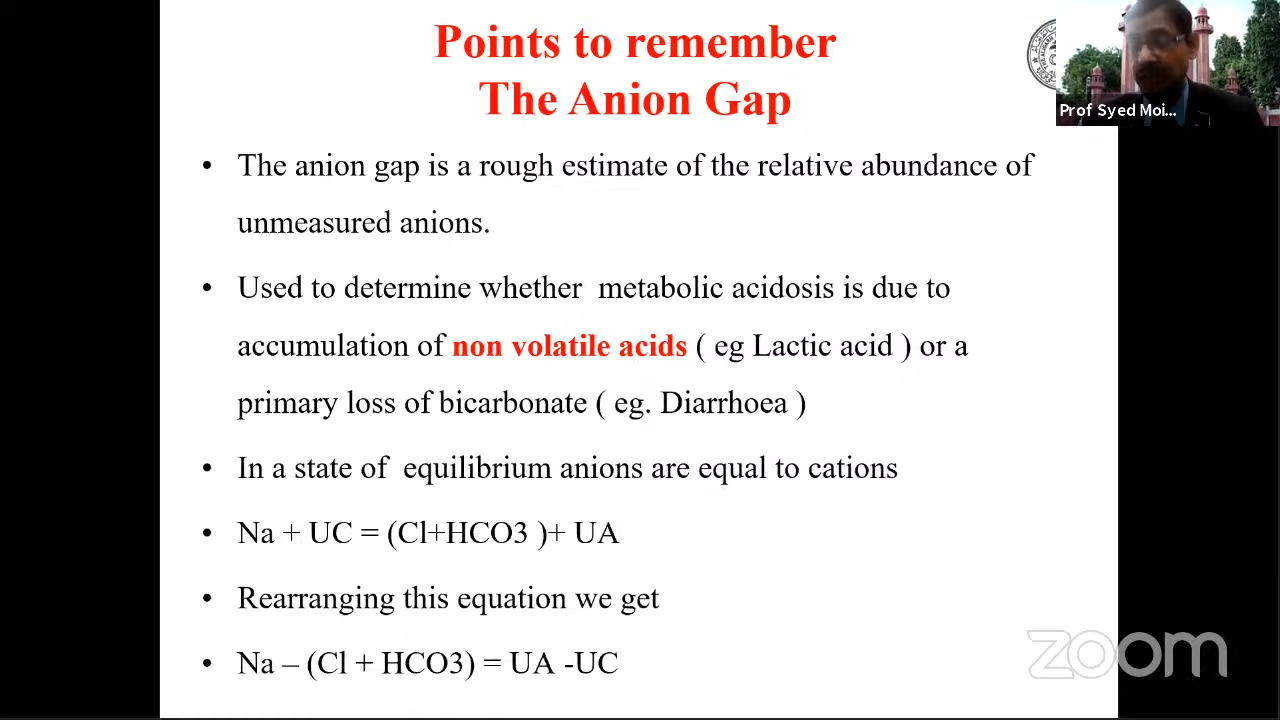 Points to remember
The Anion Gap
Prof Syed Moi...
• The anion gap is a rough estimate of the relative abundance of
unmeasured anions.
• Used to determine whether metabolic acidosis is due to
accumulation of non volatile acids ( eg Lactic acid ) or a
primary loss of bicarbonate ( eg. Diarrhoea )
• In a state of equilibrium anions are equal to cations
• Na + UC = (Cl+HCO3 )+ UA
• Rearranging this equation we get
• Na – (Cl + HCO3) = UA -UC
zoom